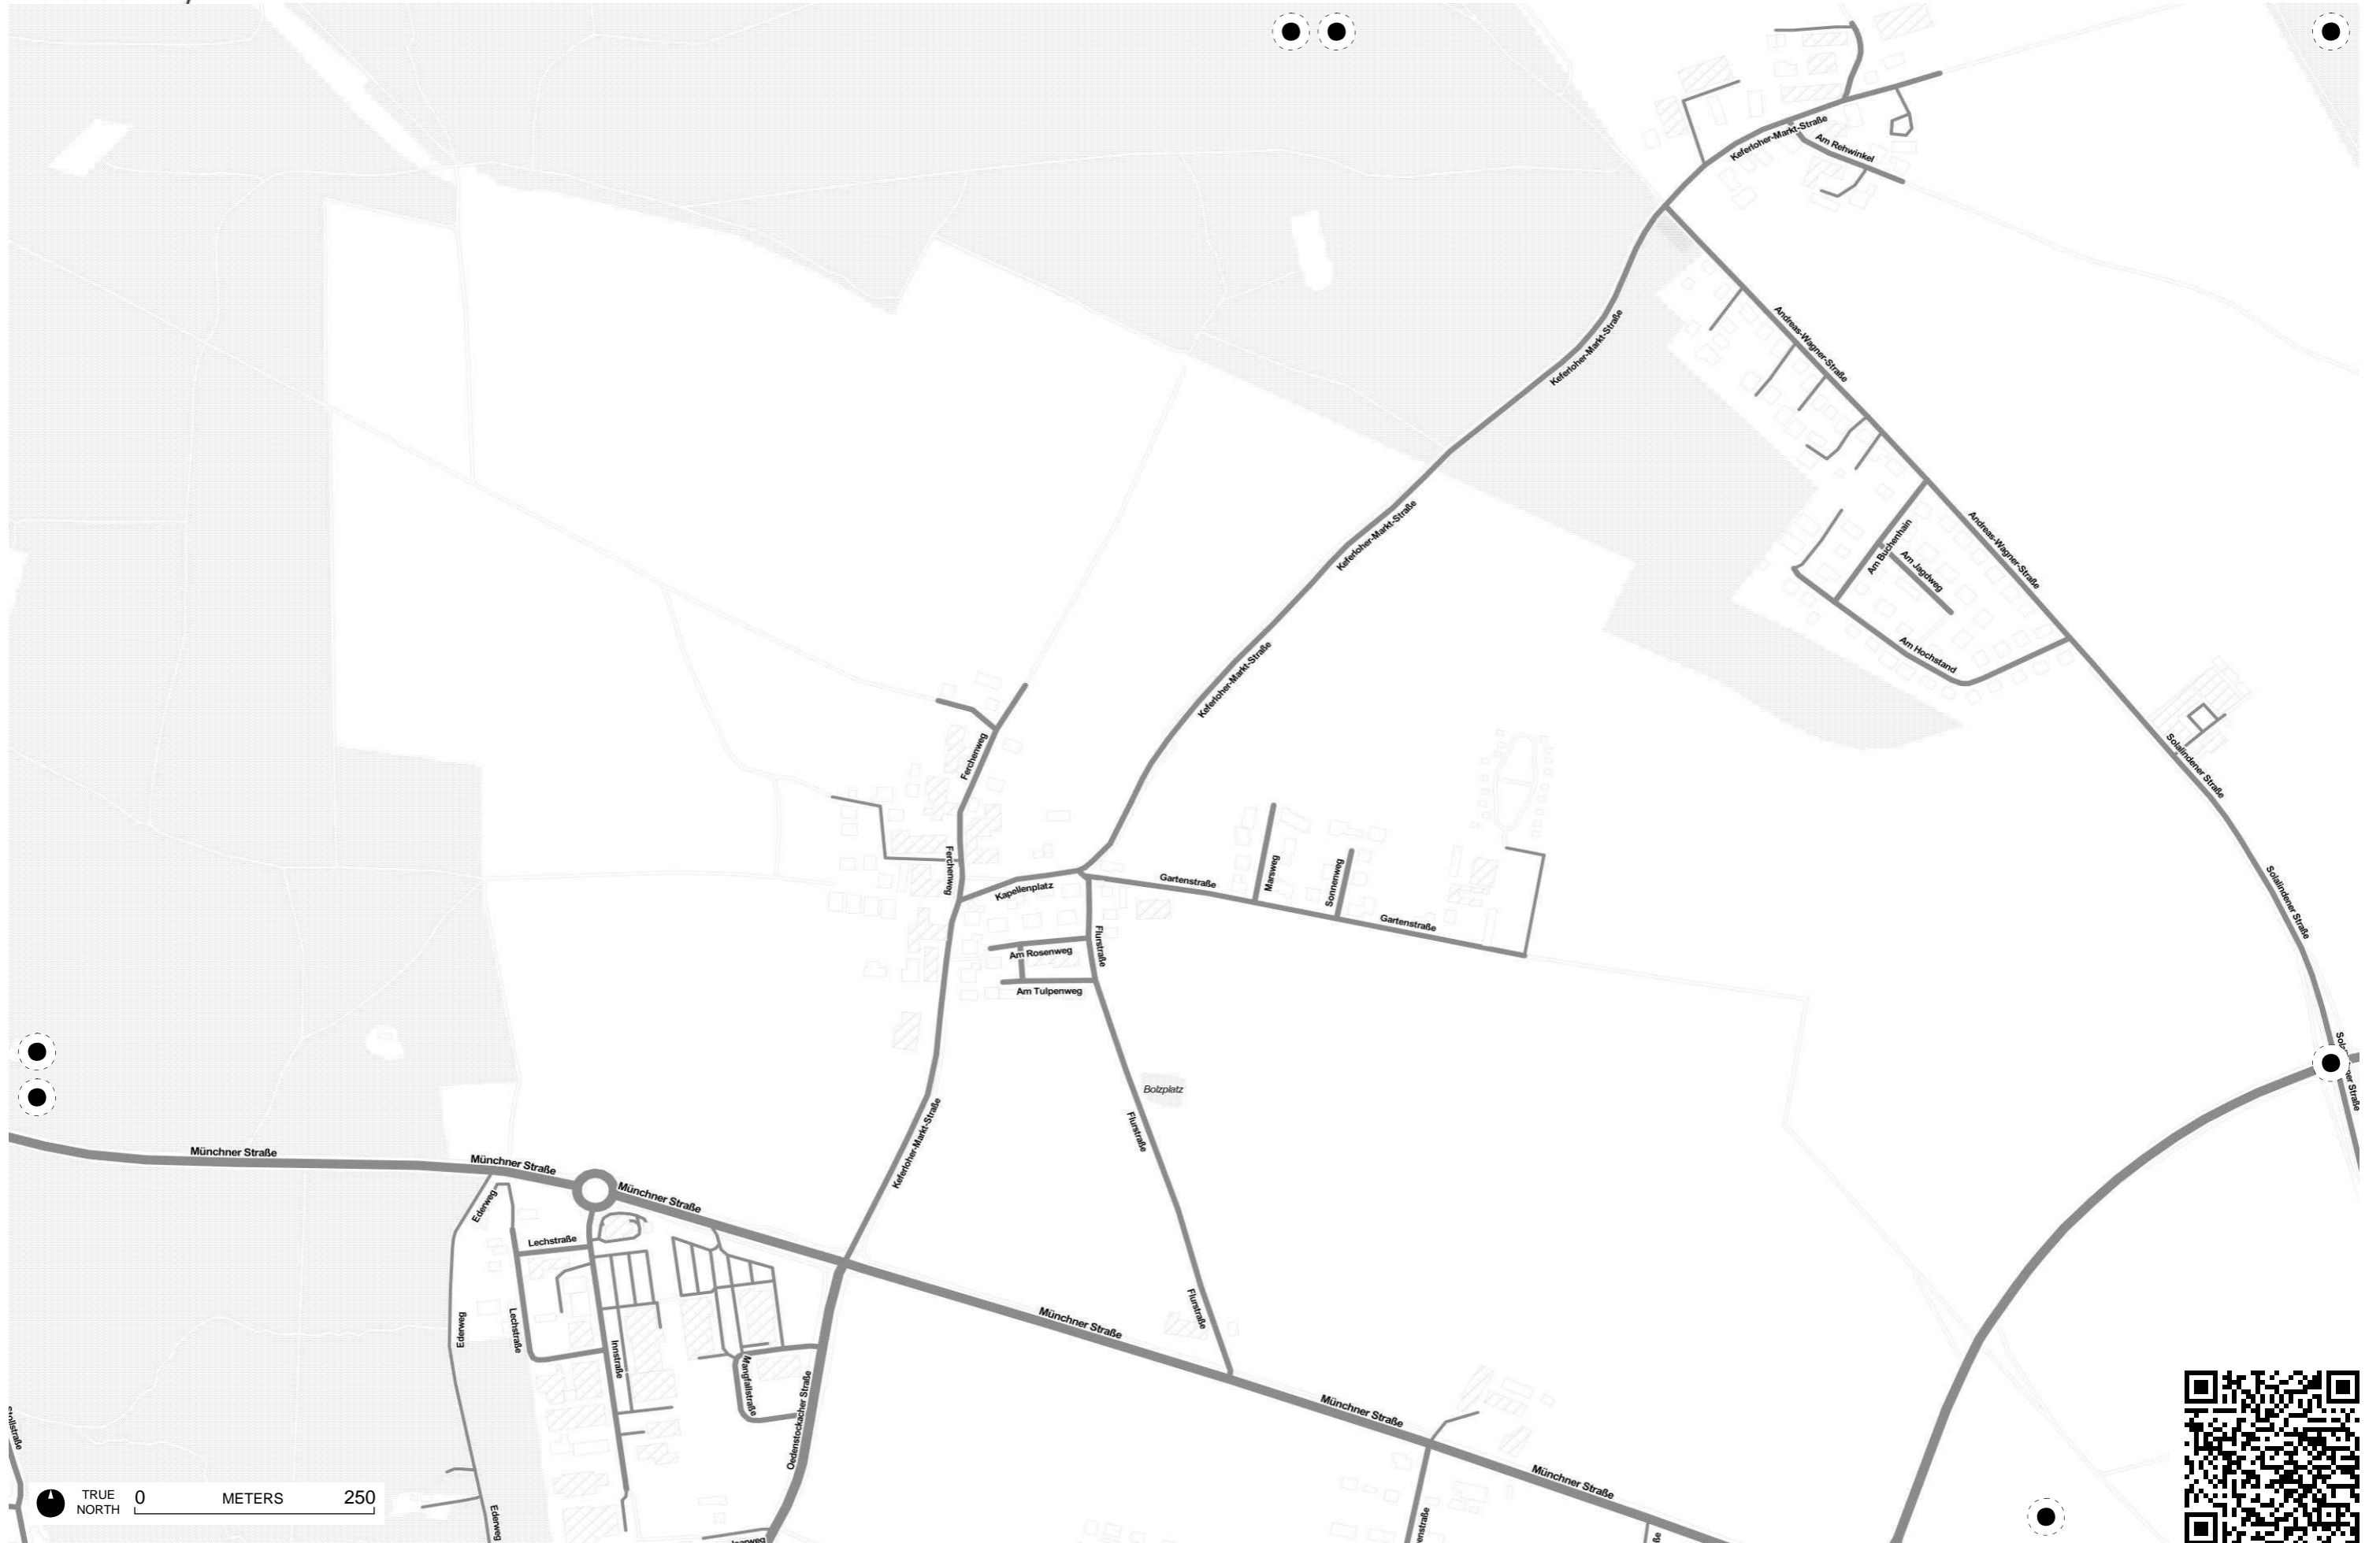 Keferloher-Markt-Straße
Am Rehwinkel
Andreas-Wagner-Straße
Keferloher-Markt-Straße
Keferloher-Markt-Straße
Andreas-Wagner-Straße
Am Buchenhain
Am Jagdweg
Am Hochstand
Keferloher-Markt-Straße
Ferchenweg
Solalindener Straße
Ferchenweg
Kapellenplatz
Gartenstraße
Marsweg
Sonnenweg
Gartenstraße
Solalindener Straße
Flurstraße
Am Rosenweg
Am Tulpenweg
Bolzplatz
Flurstraße
Keferloher-Markt-Straße
Münchner Straße
Münchner Straße
Münchner Straße
Ederweg
Lechstraße
Ederweg
Lechstraße
Innstraße
Mangfallstraße
Oedenstockacher Straße
Flurstraße
Münchner Straße
Münchner Straße
Münchner Straße
Ederweg
TRUE
NORTH
0 METERS 250